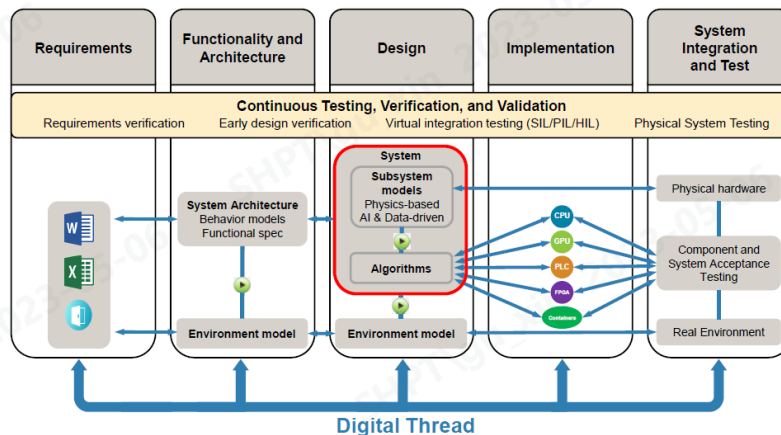 Requirements
Functionality and
Architecture
Design
Implementation
System
Integration
and Test
Continuous Testing, Verification, and Validation
Requirements verification
Early design verification
Virtual integration testing (SIL/PIL/HIL)
Physical System Testing
System
Subsystem
models
Physics-based
AI & Data-driven
Algorithms
System Architecture
Behavior models
Functional spec
Environment model
Environment model
W
X
CPU
GPU
PLC
FPGA
Containers
Physical hardware
Component and
System Acceptance
Testing
Real Environment
Digital Thread